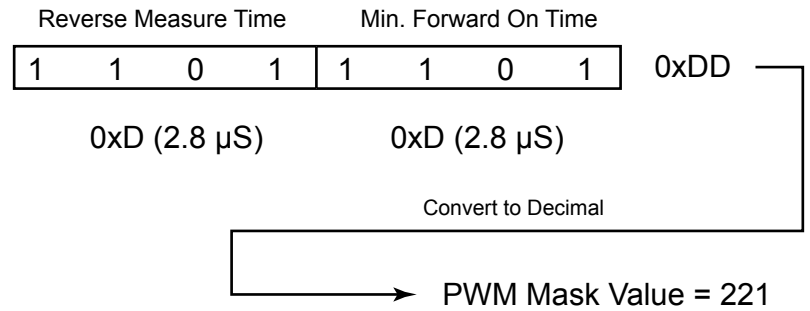 Reverse Measure Time Min. Forward On Time
1 1 0 1 1 1 0 1 0xDD
0xD (2.8 µS) 0xD (2.8 µS)
Convert to Decimal
PWM Mask Value = 221